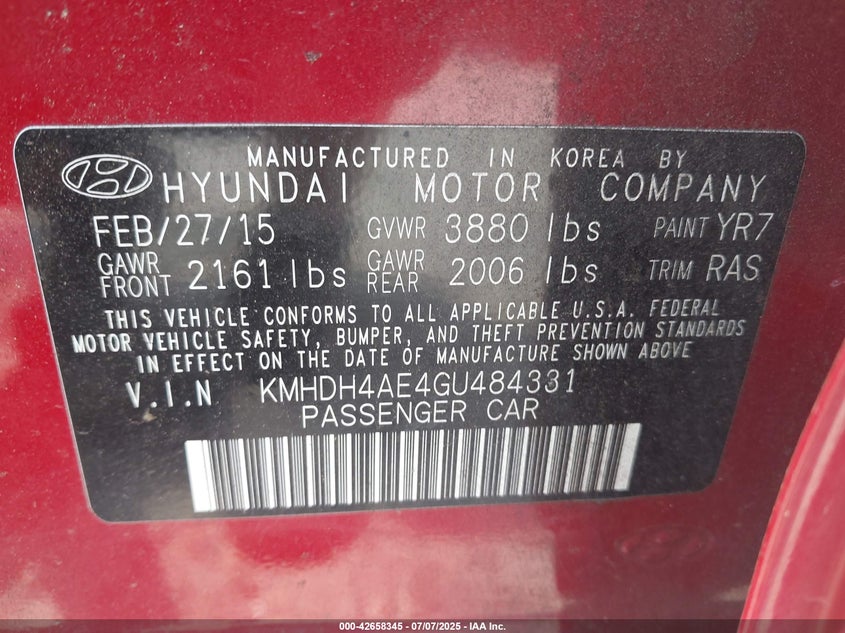 MANUFACTURED IN KOREA BY
HYUNDAI MOTOR COMPANY
FEB/27/15 GVWR 3880 lbs PAINT YR7
GAWR FRONT 2161 lbs GAWR REAR 2006 lbs TRIM RAS
THIS VEHICLE CONFORMS TO ALL APPLICABLE U.S.A. FEDERAL
MOTOR VEHICLE SAFETY, BUMPER, AND THEFT PREVENTION STANDARDS
IN EFFECT ON THE DATE OF MANUFACTURE SHOWN ABOVE
V.I.N KMHDH4AE4GU484331
PASSENGER CAR
000-42658345 - 07/07/2025 - IAA Inc.